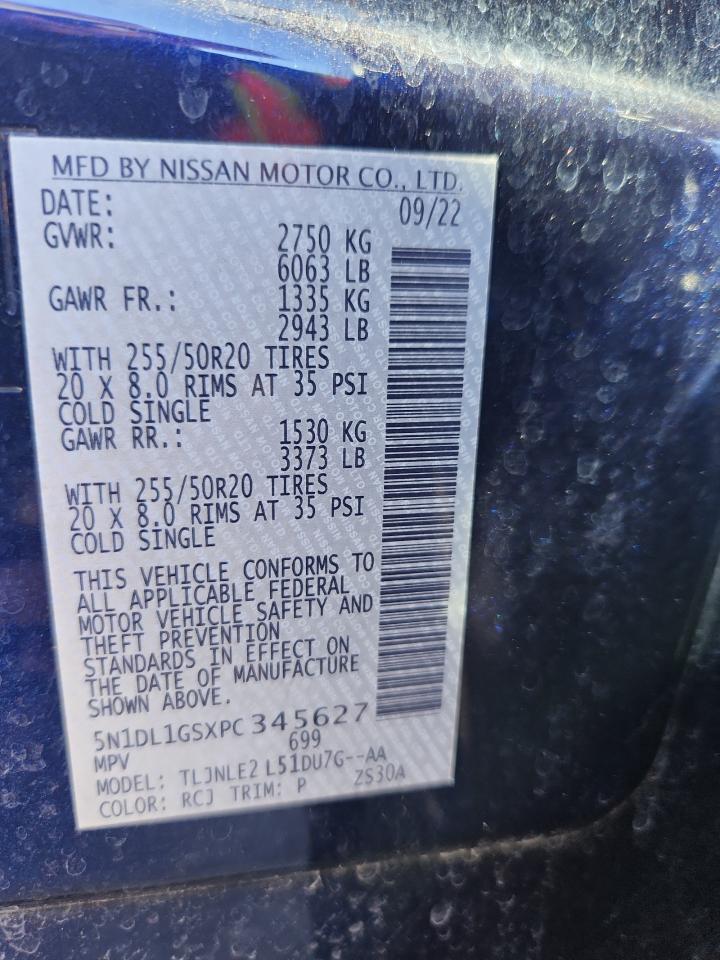 MFD BY NISSAN MOTOR CO., LTD.
DATE: 09/22
GVWR: 2750 KG
6063 LB
GAWR FR.: 1335 KG
2943 LB
WITH 255/50R20 TIRES
20 X 8.0 RIMS AT 35 PSI
COLD SINGLE
GAWR RR.: 1530 KG
3373 LB
WITH 255/50R20 TIRES
20 X 8.0 RIMS AT 35 PSI
COLD SINGLE
THIS VEHICLE CONFORMS TO
ALL APPLICABLE FEDERAL
MOTOR VEHICLE SAFETY AND
THEFT PREVENTION
STANDARDS IN EFFECT ON
THE DATE OF MANUFACTURE
SHOWN ABOVE.
5N1DL1GSXPC345627
MPV 699
MODEL: TLJNLE2 L51DU7G--AA
COLOR: RCJ TRIM: P ZS30A